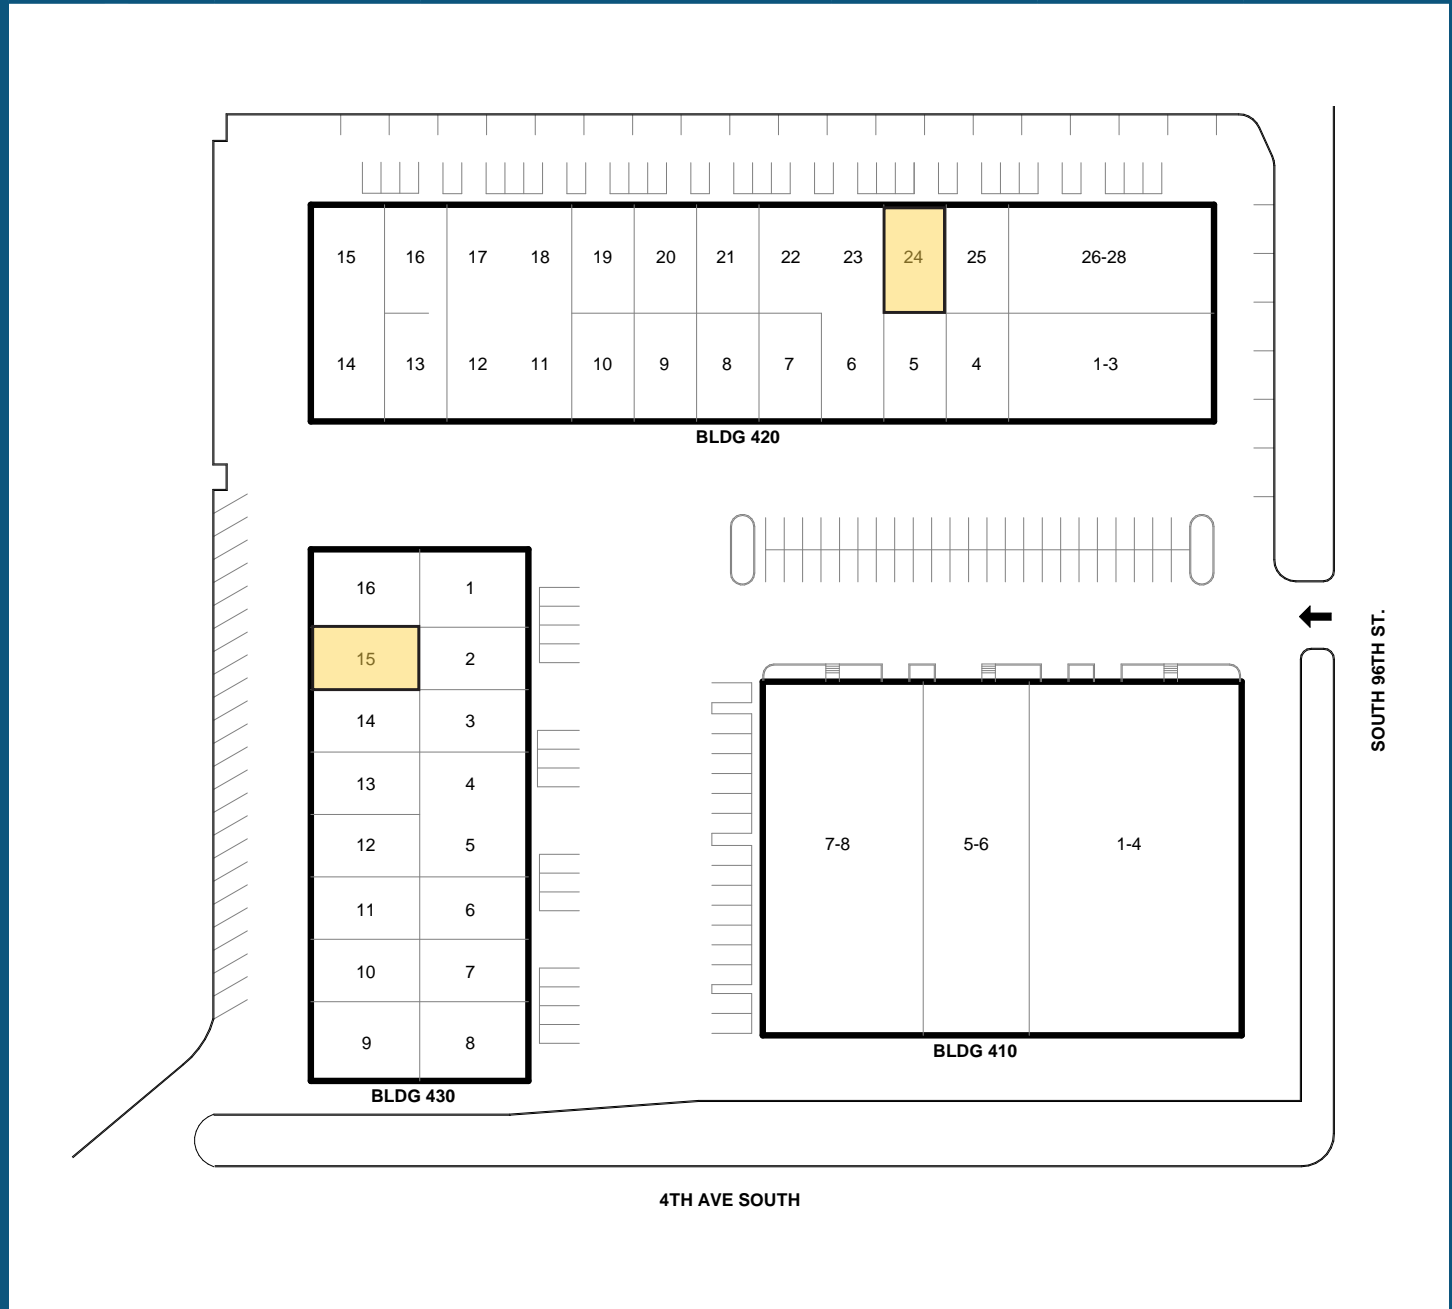 15 16 17 18 19 20 21 22 23 24 25 26-28
14 13 12 11 10 9 8 7 6 5 4 1-3
BLDG 420
16 1
15 2
14 3
13 4
12 5
11 6
10 7
9 8
BLDG 430
7-8 5-6 1-4
BLDG 410
SOUTH 96TH ST.
4TH AVE SOUTH